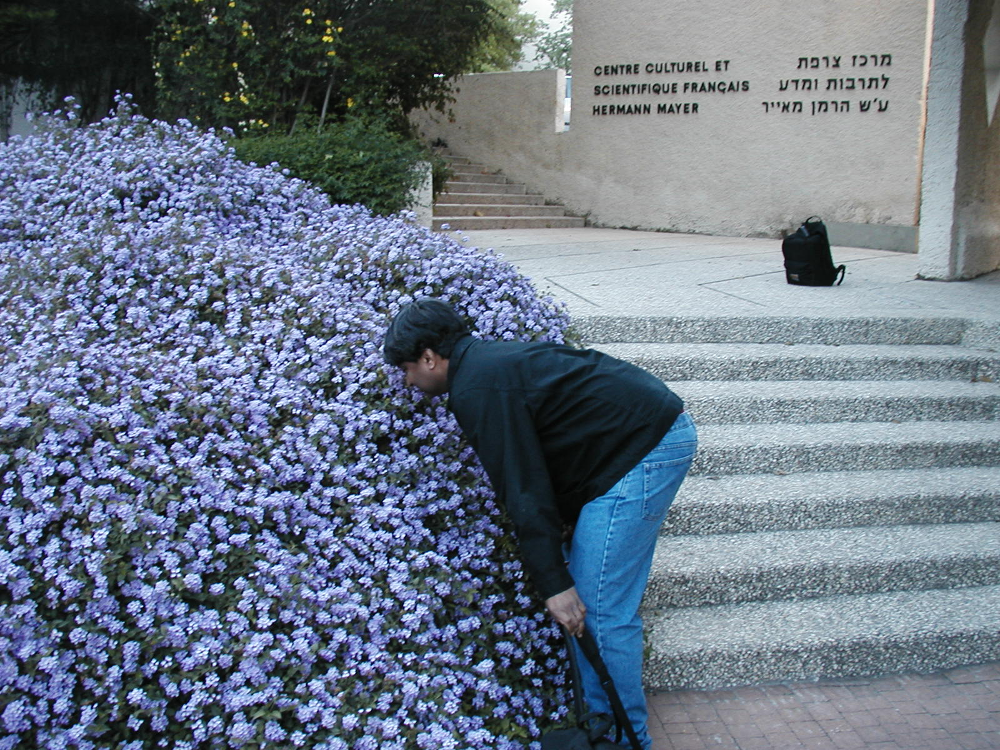 CENTRE CULTUREL ET
SCIENTIFIQUE FRANÇAIS
HERMANN MAYER
מרכז צרפת
לתרבות ומדע
ע'ש הרמן מאייר